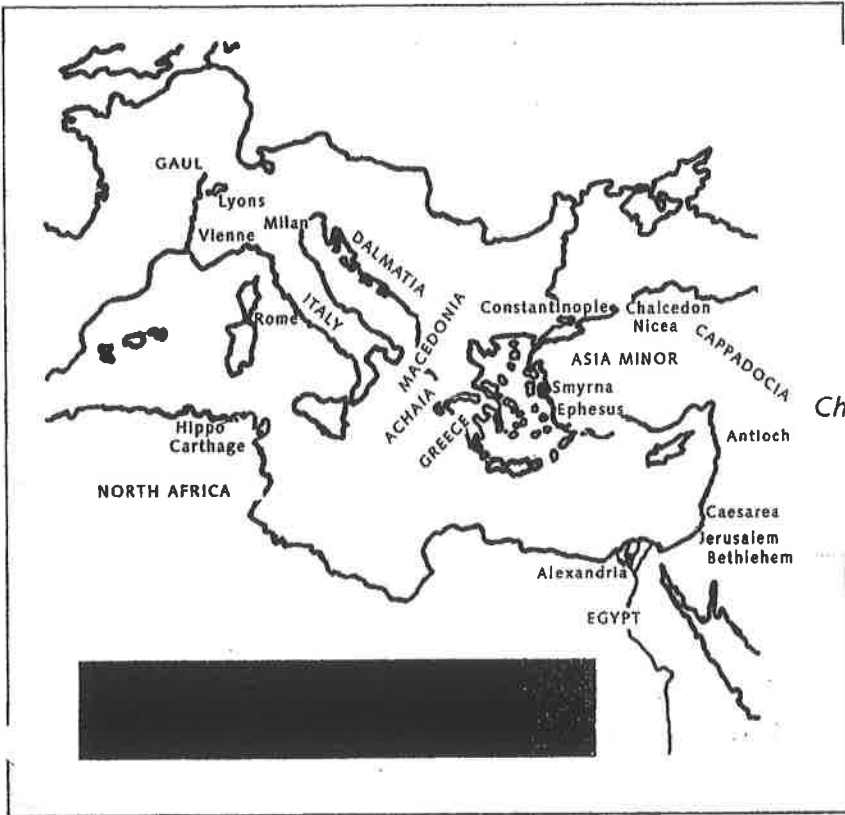 GAUL
Lyons
Vienne
Milan
DALMATIA
ITALY
Rome
MACEDONIA
ACHAIA
GREECE
Constantinople
Chalcedon
Nicea
ASIA MINOR
CAPPADOCIA
Smyrna
Ephesus
Ch
Hippo
Carthage
NORTH AFRICA
Antioch
Caesarea
Jerusalem
Bethlehem
Alexandria
EGYPT